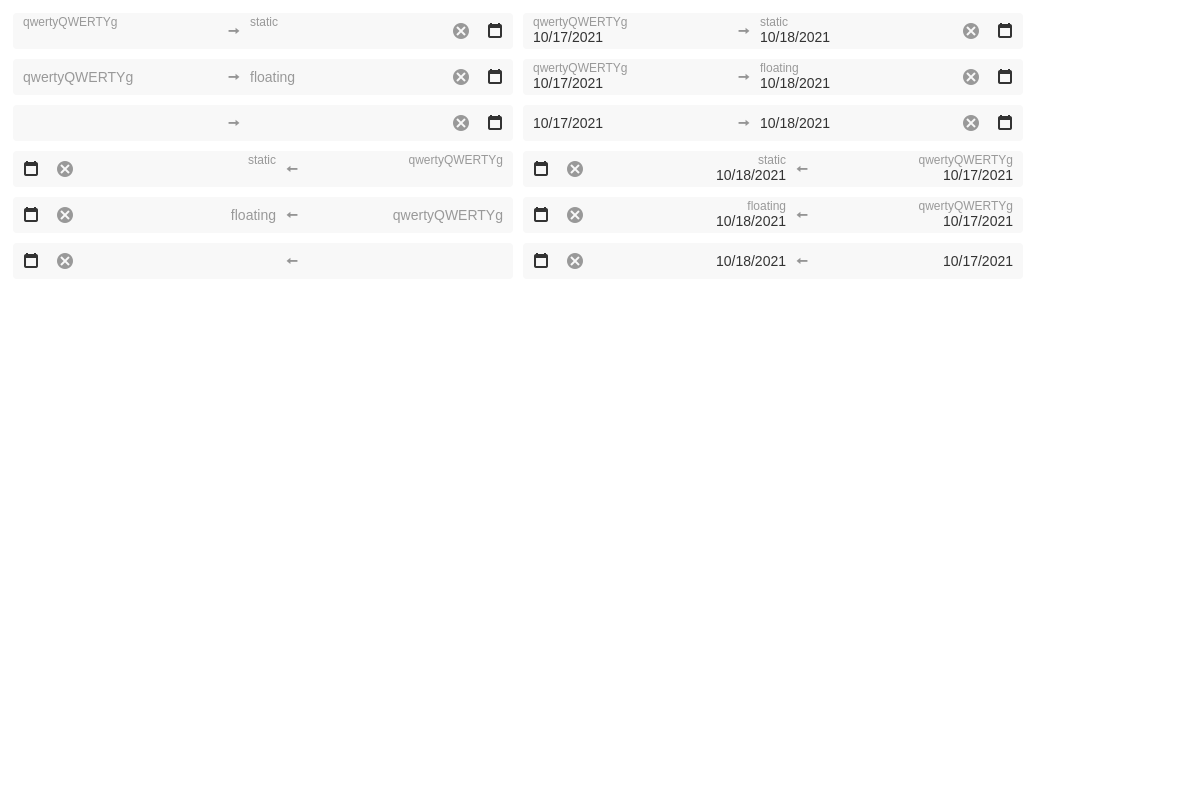 qwertyQWERTYg → static
qwertyQWERTYg → static
10/17/2021 10/18/2021
qwertyQWERTYg → floating
qwertyQWERTYg → floating
10/17/2021 10/18/2021
→
10/17/2021 → 10/18/2021
static ← qwertyQWERTYg
static ← qwertyQWERTYg
10/18/2021 10/17/2021
floating ← qwertyQWERTYg
floating ← qwertyQWERTYg
10/18/2021 10/17/2021
←
10/18/2021 ← 10/17/2021